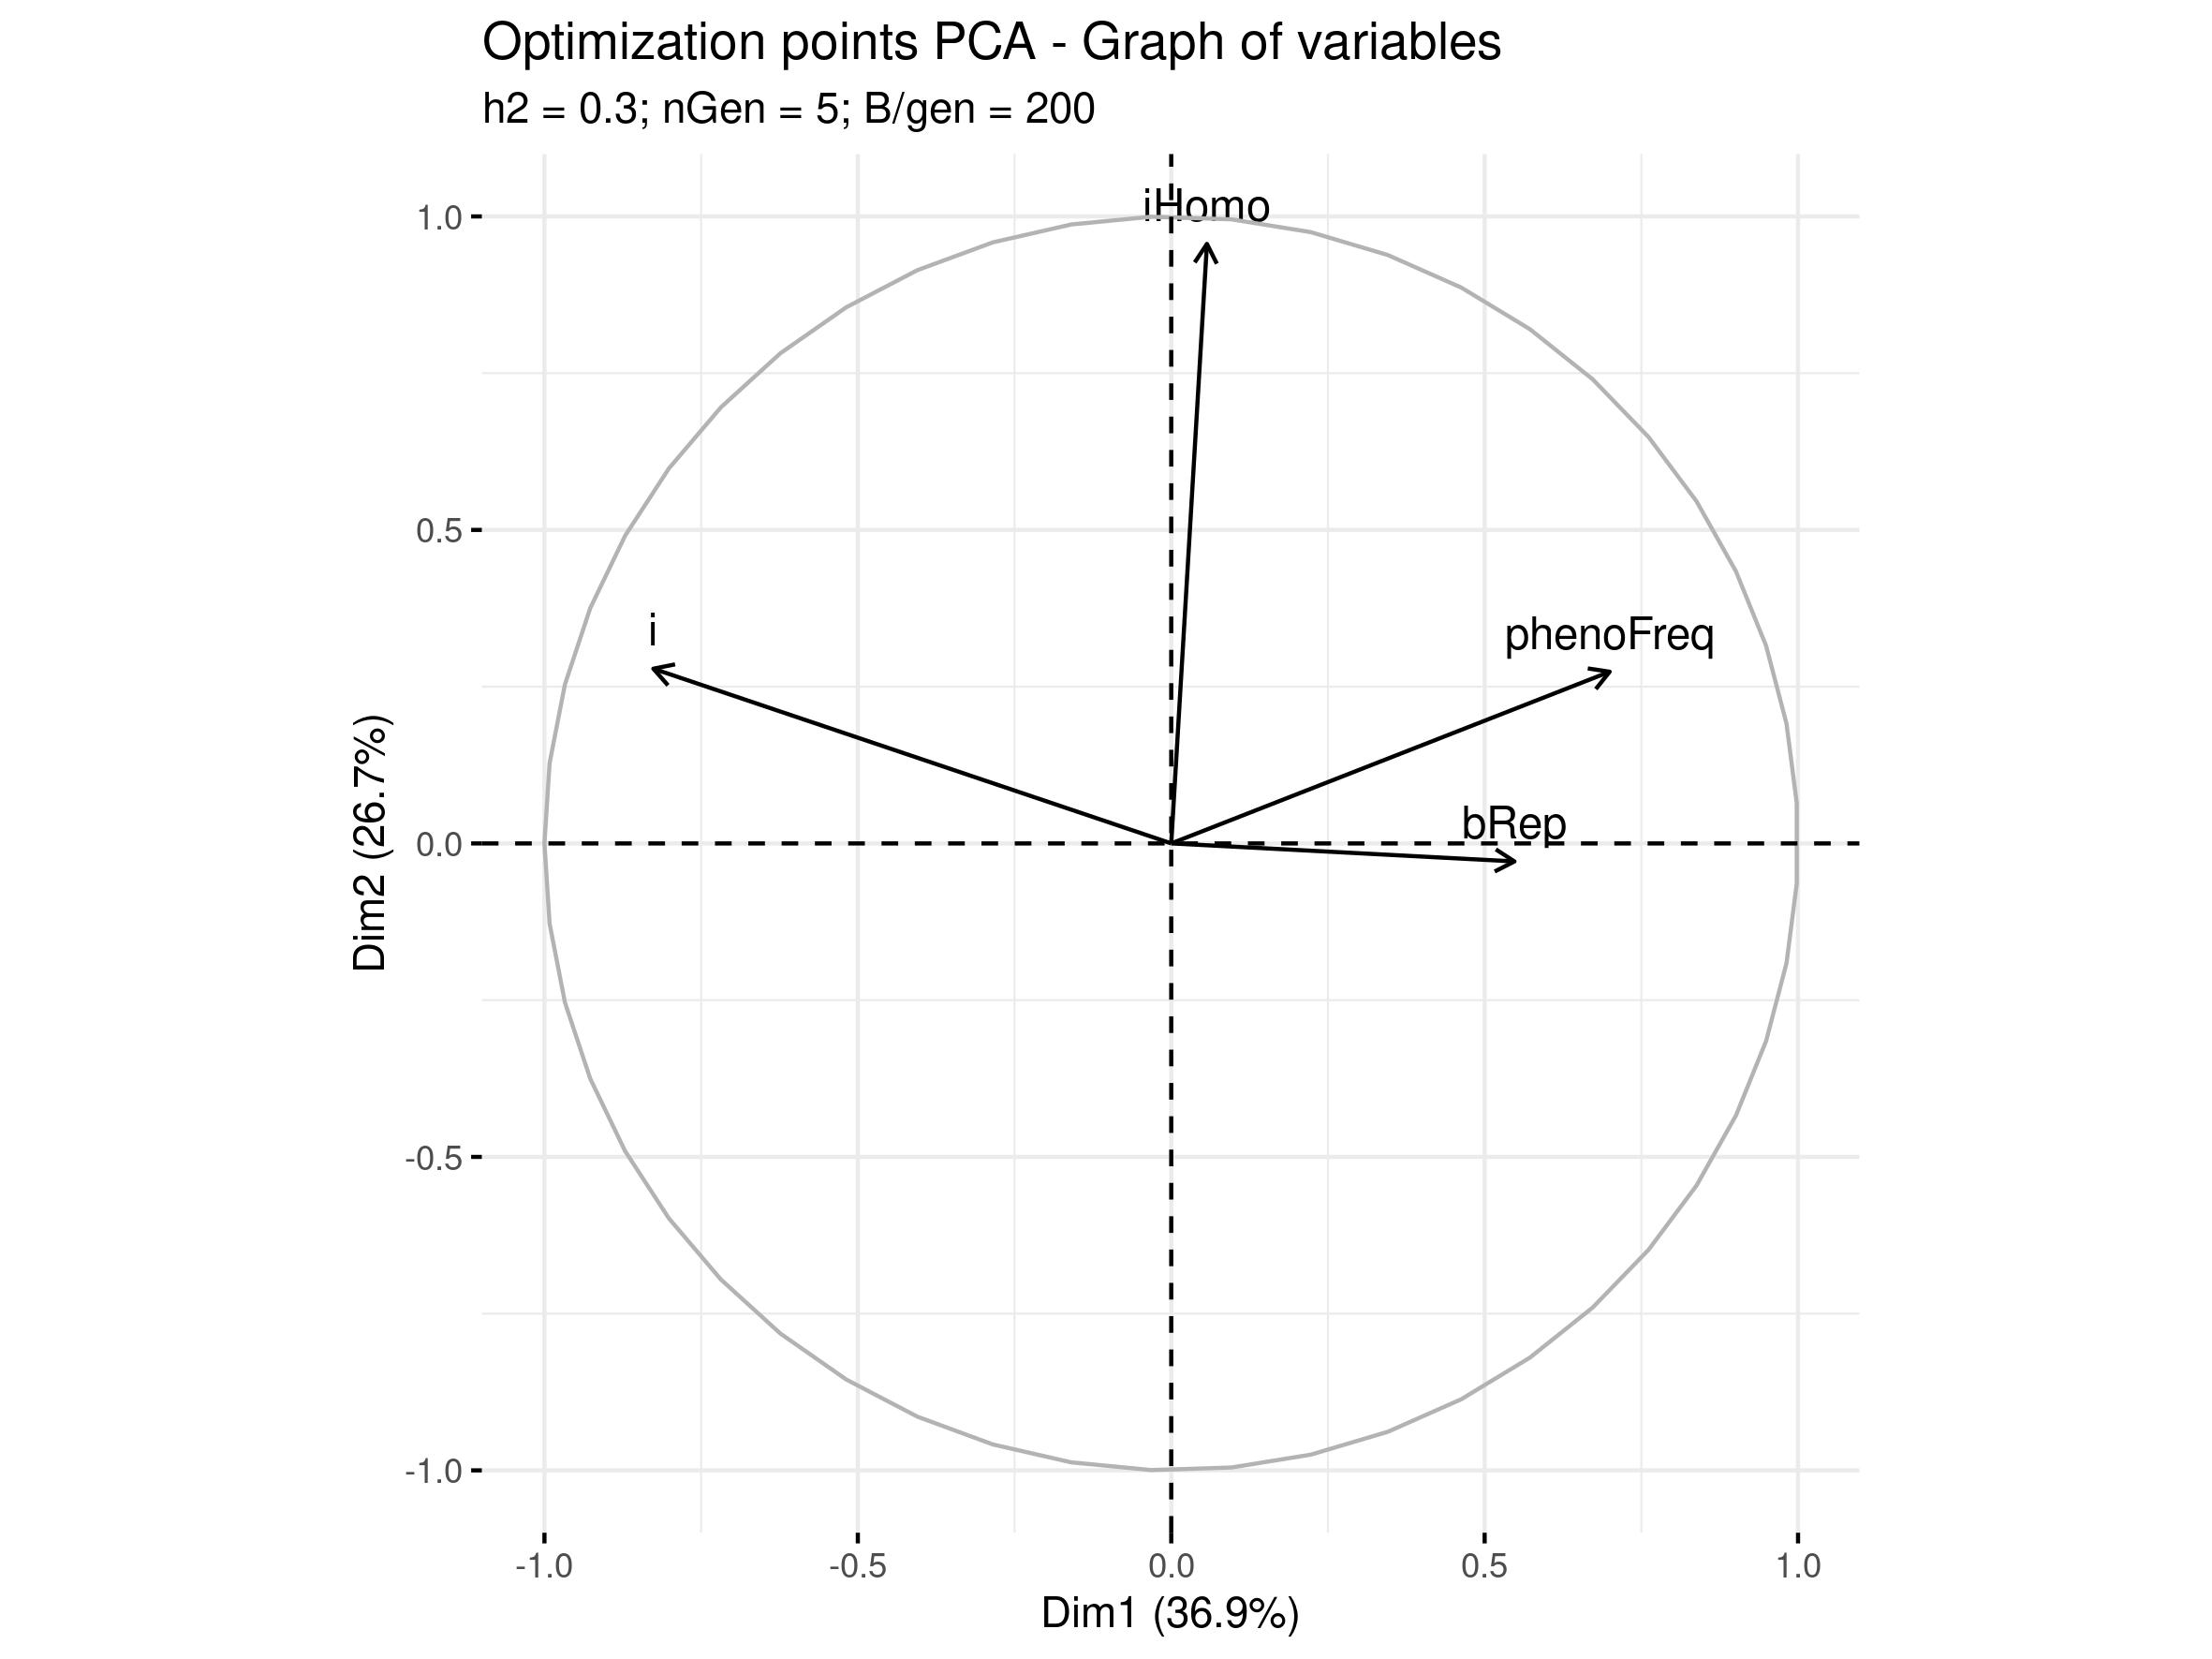 Optimization points PCA - Graph of variables
h2 = 0.3; nGen = 5; B/gen = 200
iHomo
i
phenoFreq
bRep
1.0
0.5
0.0
-0.5
-1.0
Dim2 (26.7%)
-1.0
-0.5
0.0
0.5
1.0
Dim1 (36.9%)